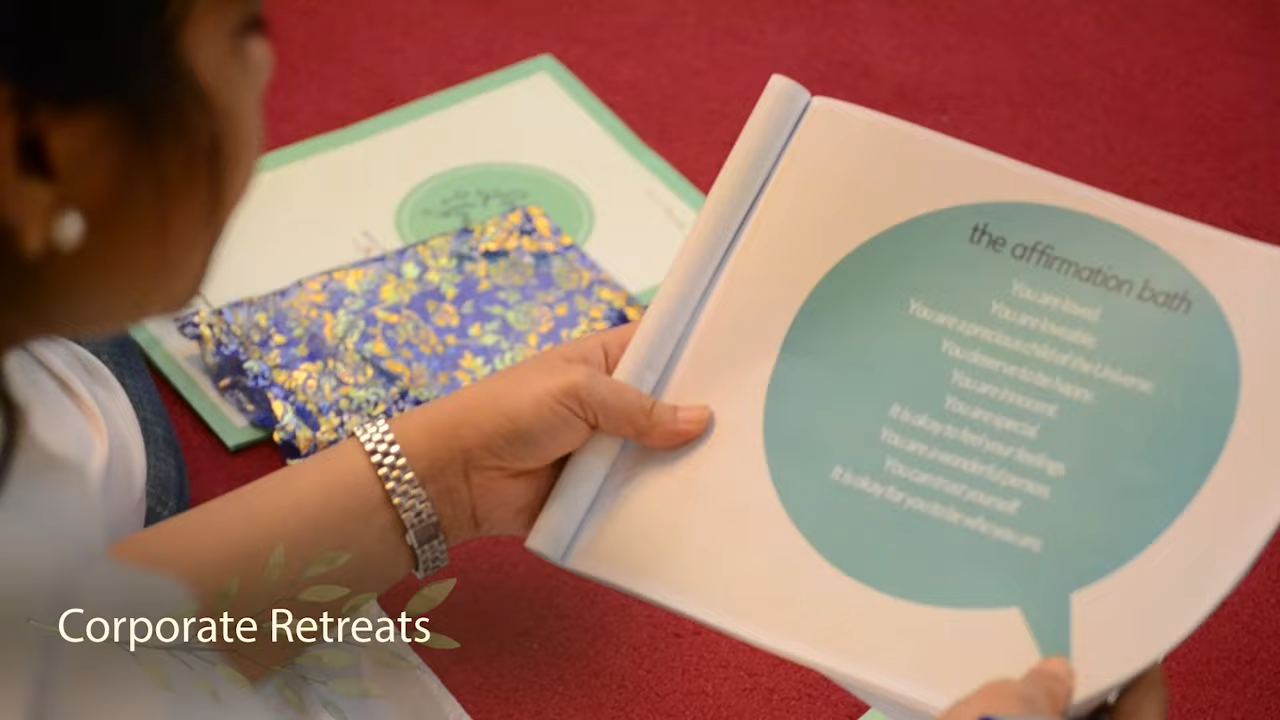 the affirmation bath
You are loved.
You are loveable.
You are a precious child of the Universe.
You deserve to be happy.
You are innocent.
You are special.
It is okay to feel your feelings.
You are a wonderful person.
You can trust yourself.
It is okay for you to be who you are.
Corporate Retreats